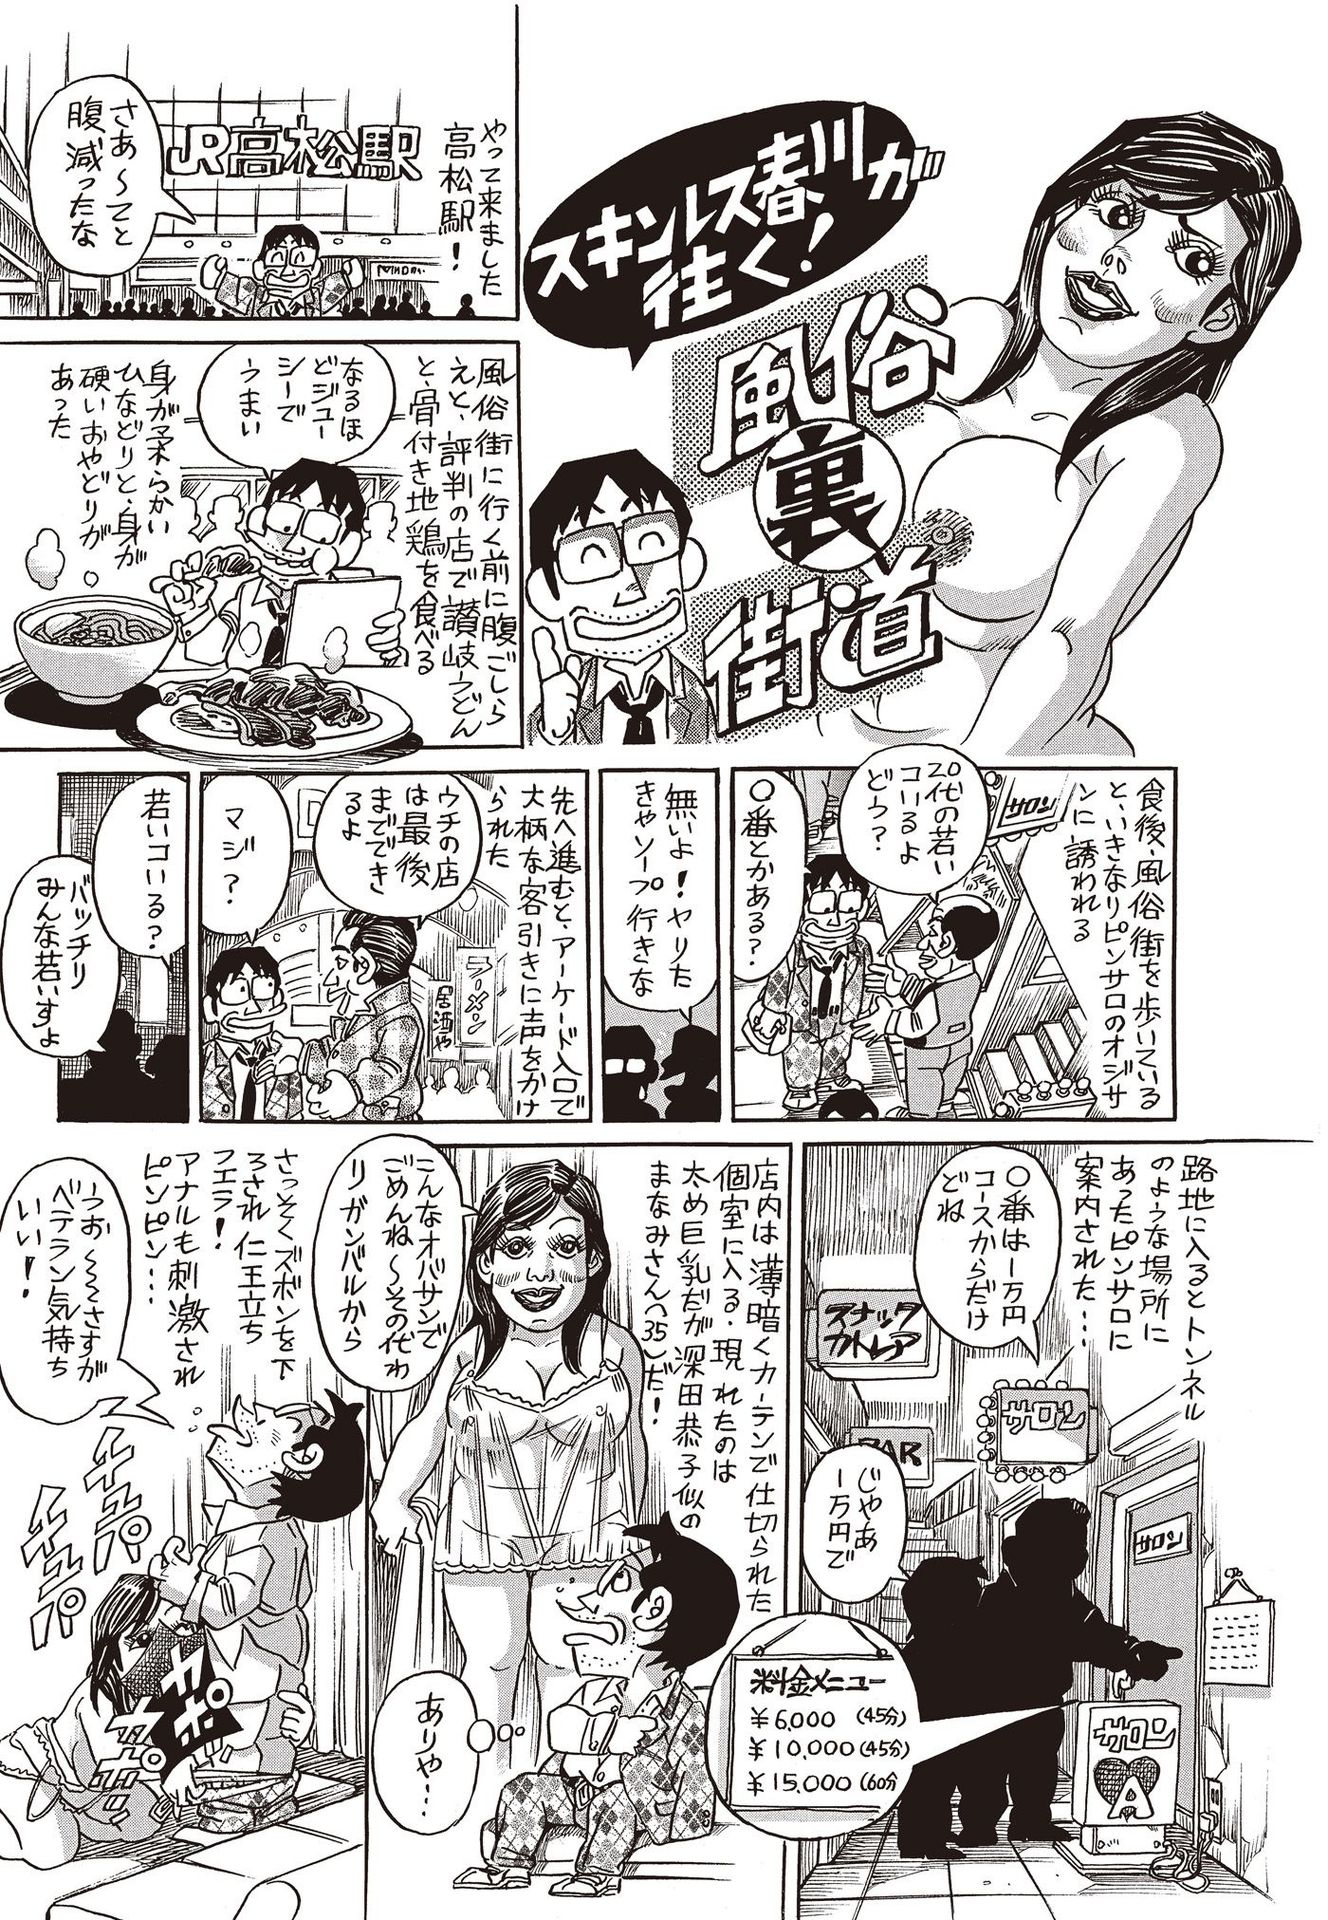 スキンレス春川が
往く!
風俗
裏
街道
やって来ました
高松駅!
JR高松駅
さあ〜てと
腹減ったな
風俗街に行く前に腹ごしら
えと、評判の店で讃岐うどん
と、骨付き地鶏を食べる
なるほ
どジュー
シーで
うまい
身が柔らかい
ひなどりと、身が
硬いおやどりが
あった
食後、風俗街を歩いている
と、いきなりピンサロのオジサ
ンに誘われる
サロン
20代の若い
コいるよ
どう?
〇番とかある?
無いよ!ヤりた
きゃソープ行きな
先へ進むと、アーケード入口で
大柄な客引きに声をかけ
られた
ラーメン
居酒や
ウチの店
は最後
まででき
るよ
マジ?
若いコいる?
バッチリ
みんな若いすよ
路地に入るとトンネル
のような場所に
あったピンサロに
案内された…
〇番は1万円
コースからだけ
どね
スナック
カトレア
サロン
BAR
じゃあ
1万円で
サロン
サロン
A
料金メニュー
¥6,000(45分)
¥10,000(45分)
¥15,000(60分
店内は薄暗くカーテンで仕切られた
個室に入る。現れたのは
太め巨乳だが深田恭子似の
まなみさん(35)だ!
こんなオバサンで
ごめんね〜その代わ
りガンバルから
ありゃ…
さっそくズボンを下
ろされ仁王立ち
フェラ!
アナルも刺激され
ピンピン…
うお〜〜さすが
ベテラン気持ち
いい!
チュパ
チュパ
カポ
カポ